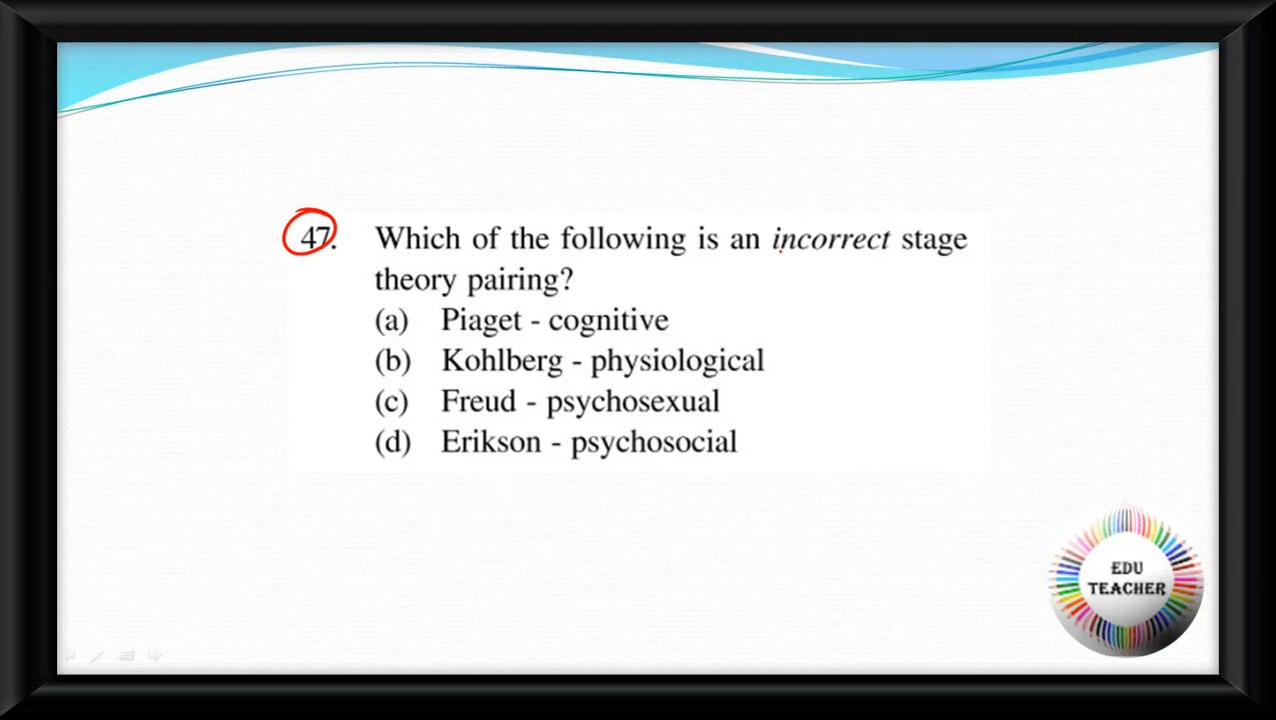 47. Which of the following is an incorrect stage
theory pairing?
(a) Piaget - cognitive
(b) Kohlberg - physiological
(c) Freud - psychosexual
(d) Erikson - psychosocial
EDU
TEACHER